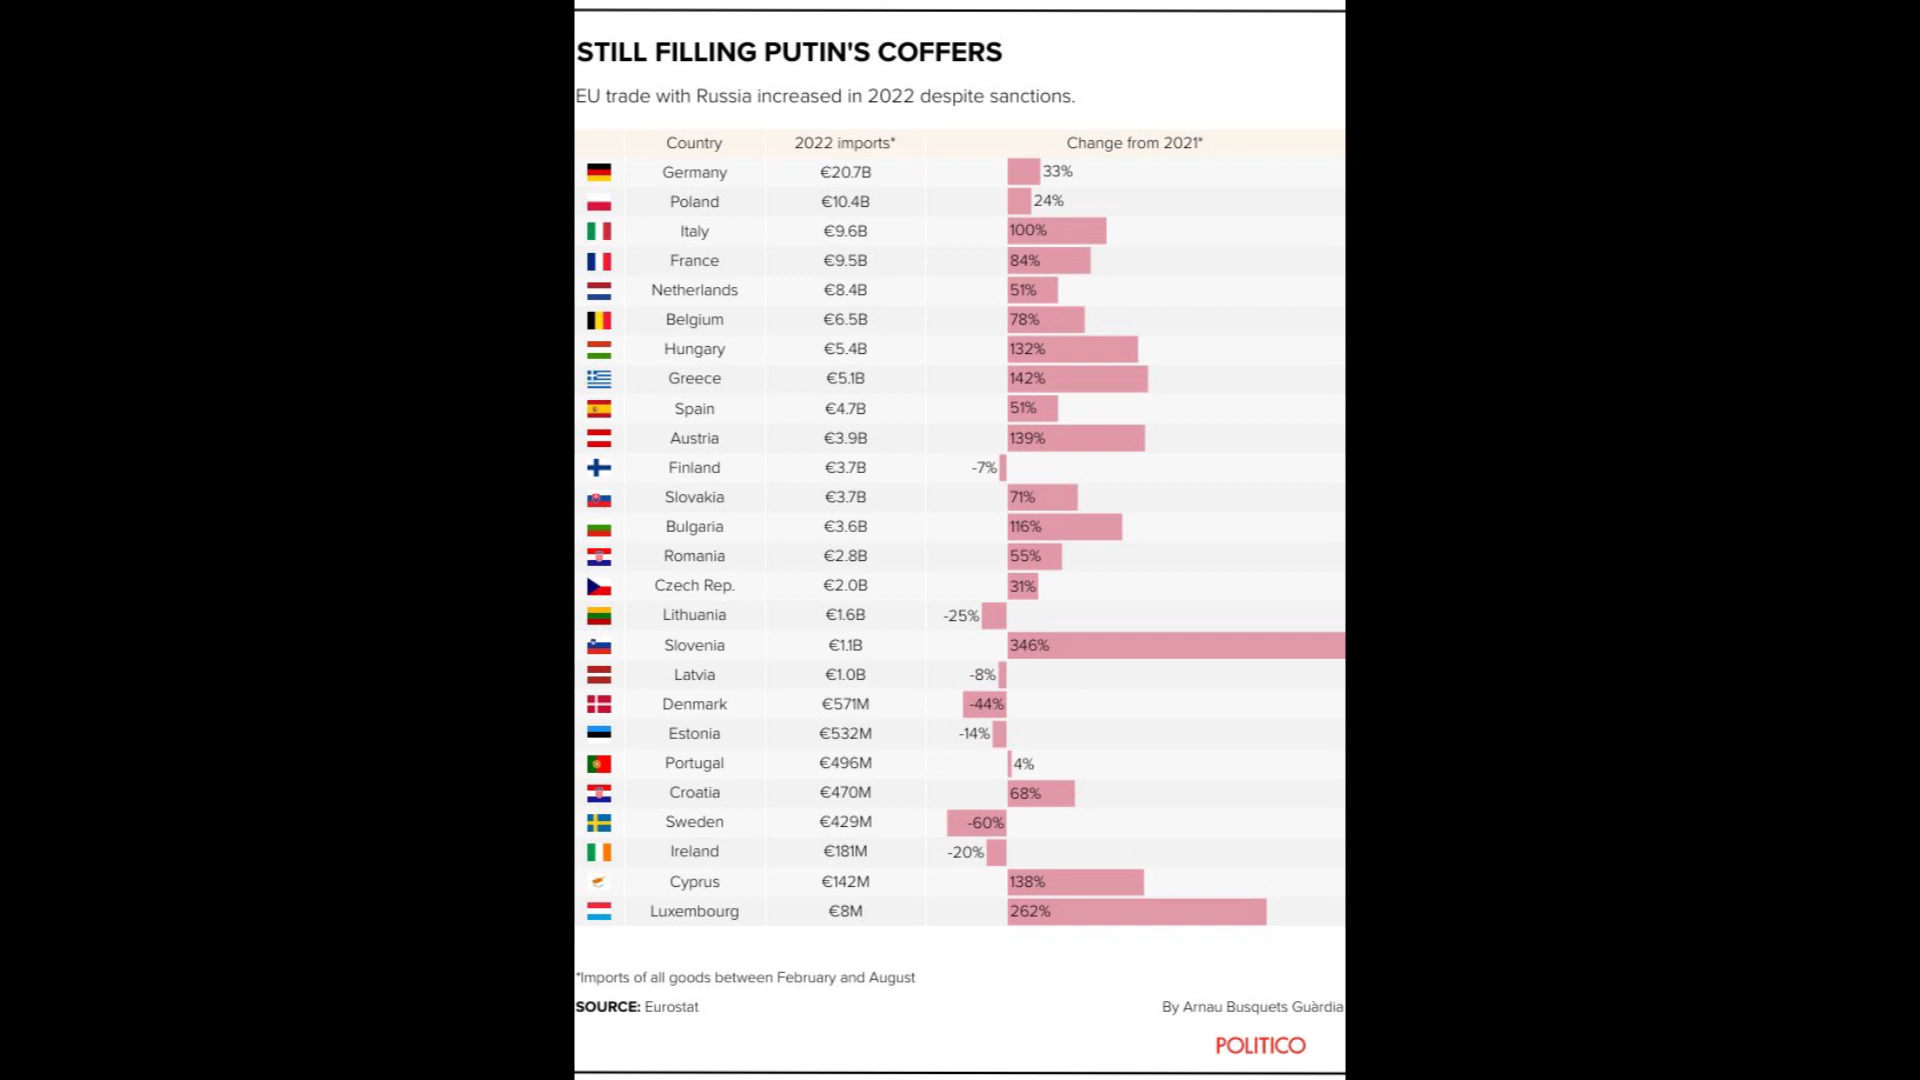 STILL FILLING PUTIN'S COFFERS
EU trade with Russia increased in 2022 despite sanctions.
Country 2022 imports* Change from 2021*
Germany €20.7B 33%
Poland €10.4B 24%
Italy €9.6B 100%
France €9.5B 84%
Netherlands €8.4B 51%
Belgium €6.5B 78%
Hungary €5.4B 132%
Greece €5.1B 142%
Spain €4.7B 51%
Austria €3.9B 139%
Finland €3.7B -7%
Slovakia €3.7B 71%
Bulgaria €3.6B 116%
Romania €2.8B 55%
Czech Rep. €2.0B 31%
Lithuania €1.6B -25%
Slovenia €1.1B 346%
Latvia €1.0B -8%
Denmark €571M -44%
Estonia €532M -14%
Portugal €496M 4%
Croatia €470M 68%
Sweden €429M -60%
Ireland €181M -20%
Cyprus €142M 138%
Luxembourg €8M 262%
*Imports of all goods between February and August
SOURCE: Eurostat By Arnau Busquets Guàrdia
POLITICO